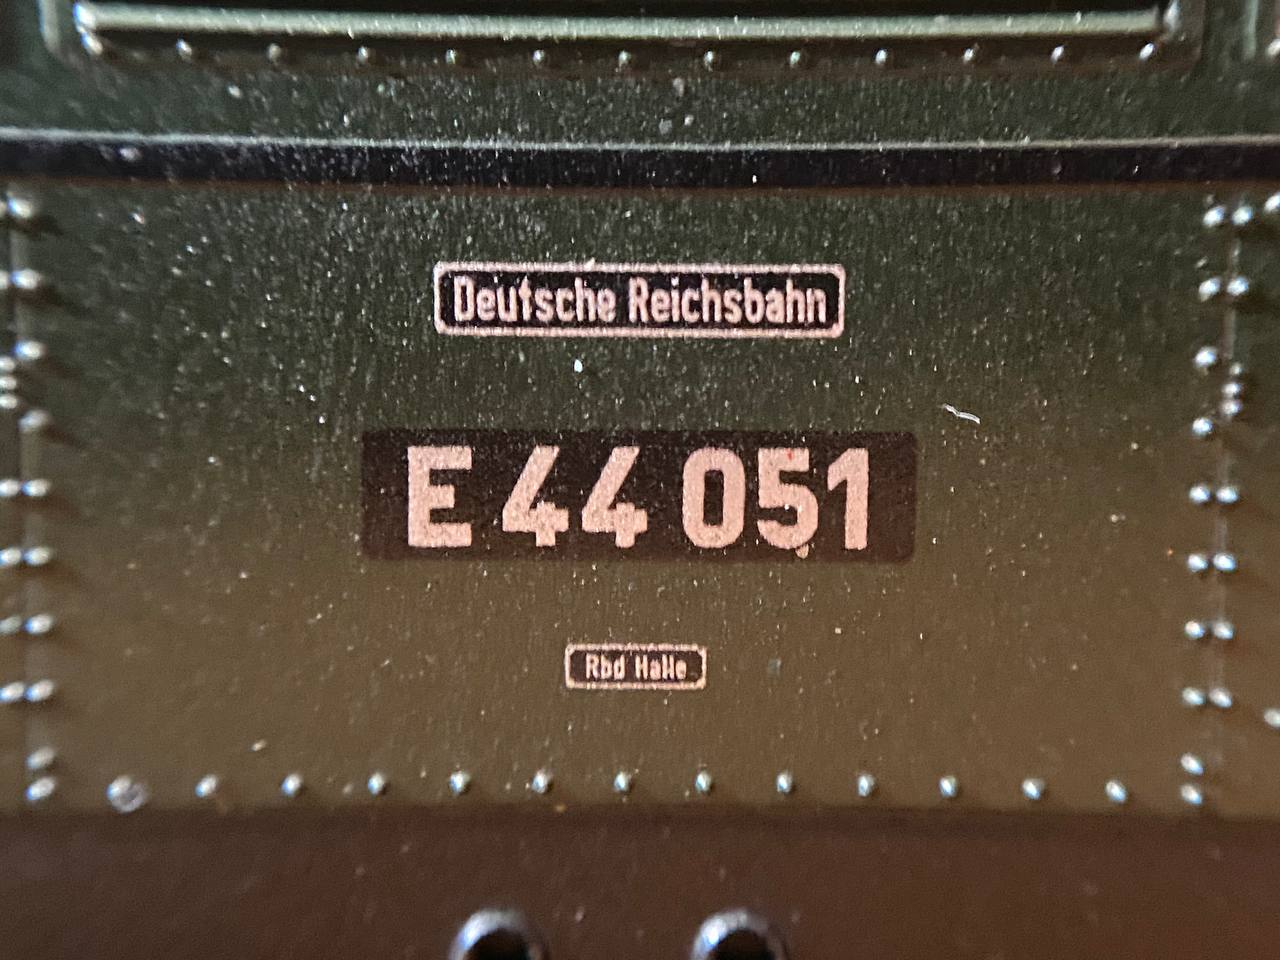 Deutsche Reichsbahn
E 44 051
Rbd Halle